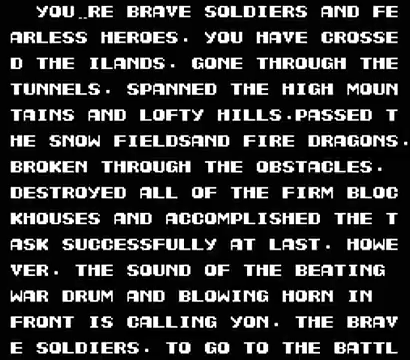 YOU..RE BRAVE SOLDIERS AND FE
ARLESS HEROES. YOU HAVE CROSSE
D THE ILANDS. GONE THROUGH THE
TUNNELS. SPANNED THE HIGH MOUN
TAINS AND LOFTY HILLS.PASSED T
HE SNOW FIELDSAND FIRE DRAGONS.
BROKEN THROUGH THE OBSTACLES.
DESTROYED ALL OF THE FIRM BLOC
KHOUSES AND ACCOMPLISHED THE T
ASK SUCCESSFULLY AT LAST. HOWE
VER. THE SOUND OF THE BEATING
WAR DRUM AND BLOWING HORN IN
FRONT IS CALLING YON. THE BRAV
E SOLDIERS. TO GO TO THE BATTL